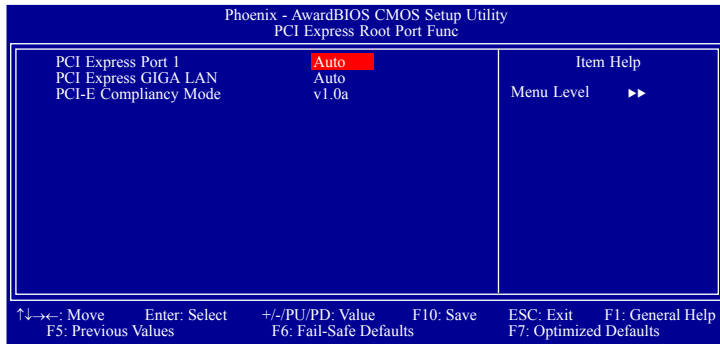 Phoenix - AwardBIOS CMOS Setup Utility
PCI Express Root Port Func
PCI Express Port 1 Auto
PCI Express GIGA LAN Auto
PCI-E Compliancy Mode v1.0a
Item Help
Menu Level ▶▶
↑↓→←: Move Enter: Select +/-/PU/PD: Value F10: Save ESC: Exit F1: General Help
F5: Previous Values F6: Fail-Safe Defaults F7: Optimized Defaults